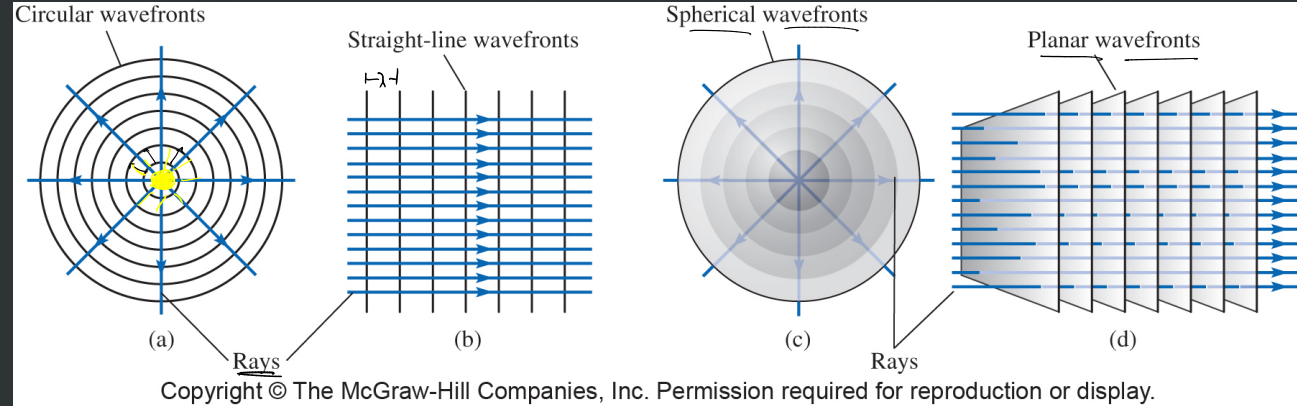 Circular wavefronts
Straight-line wavefronts
Spherical wavefronts
Planar wavefronts
λ
(a)
(b)
(c)
(d)
Rays
Rays
Copyright © The McGraw-Hill Companies, Inc. Permission required for reproduction or display.